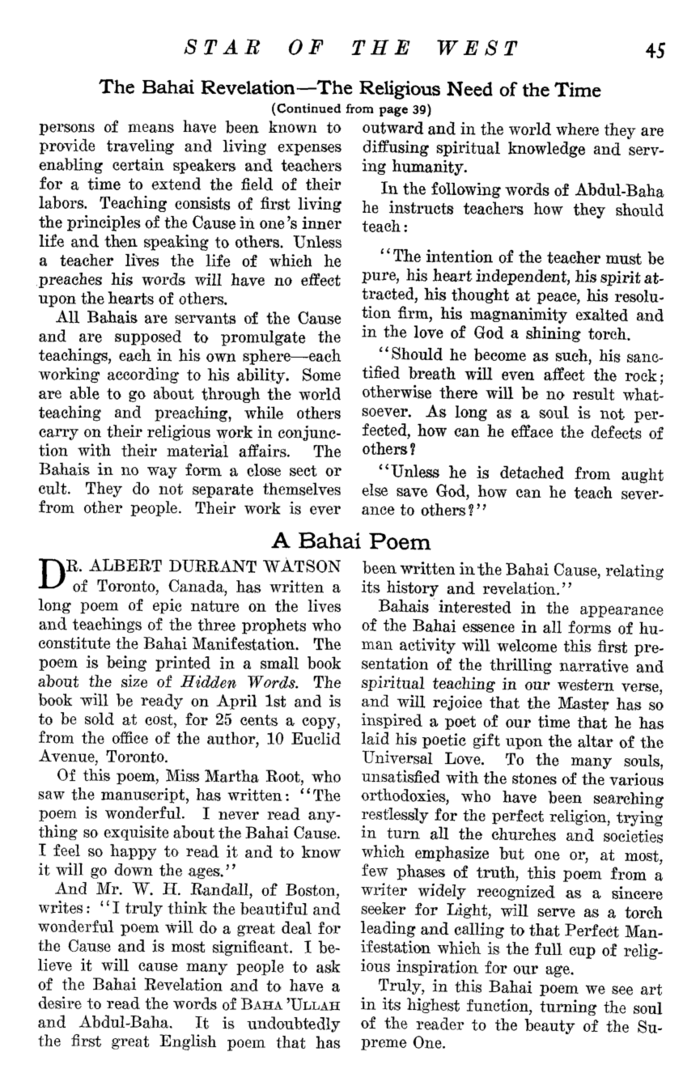 STAR OF THE WEST 45
The Bahai Revelation—The Religious Need of the Time
(Continued from page 39)
persons of means have been known to
provide traveling and living expenses
enabling certain speakers and teachers
for a time to extend the field of their
labors. Teaching consists of first living
the principles of the Cause in one's inner
life and then speaking to others. Unless
a teacher lives the life of which he
preaches his words will have no effect
upon the hearts of others.
All Bahais are servants of the Cause
and are supposed to promulgate the
teachings, each in his own sphere—each
working according to his ability. Some
are able to go about through the world
teaching and preaching, while others
carry on their religious work in conjunc-
tion with their material affairs. The
Bahais in no way form a close sect or
cult. They do not separate themselves
from other people. Their work is ever
outward and in the world where they are
diffusing spiritual knowledge and serv-
ing humanity.
In the following words of Abdul-Baha
he instructs teachers how they should
teach:
"The intention of the teacher must be
pure, his heart independent, his spirit at-
tracted, his thought at peace, his resolu-
tion firm, his magnanimity exalted and
in the love of God a shining torch.
"Should he become as such, his sanc-
tified breath will even affect the rock;
otherwise there will be no result what-
soever. As long as a soul is not per-
fected, how can he efface the defects of
others?
"Unless he is detached from aught
else save God, how can he teach sever-
ance to others?"
A Bahai Poem
DR. ALBERT DURRANT WATSON
of Toronto, Canada, has written a
long poem of epic nature on the lives
and teachings of the three prophets who
constitute the Bahai Manifestation. The
poem is being printed in a small book
about the size of Hidden Words. The
book will be ready on April 1st and is
to be sold at cost, for 25 cents a copy,
from the office of the author, 10 Euclid
Avenue, Toronto.
Of this poem, Miss Martha Root, who
saw the manuscript, has written: "The
poem is wonderful. I never read any-
thing so exquisite about the Bahai Cause.
I feel so happy to read it and to know
it will go down the ages."
And Mr. W. H. Randall, of Boston,
writes: "I truly think the beautiful and
wonderful poem will do a great deal for
the Cause and is most significant. I be-
lieve it will cause many people to ask
of the Bahai Revelation and to have a
desire to read the words of BAHA 'ULLAH
and Abdul-Baha. It is undoubtedly
the first great English poem that has
been written in the Bahai Cause, relating
its history and revelation."
Bahais interested in the appearance
of the Bahai essence in all forms of hu-
man activity will welcome this first pre-
sentation of the thrilling narrative and
spiritual teaching in our western verse,
and will rejoice that the Master has so
inspired a poet of our time that he has
laid his poetic gift upon the altar of the
Universal Love. To the many souls,
unsatisfied with the stones of the various
orthodoxies, who have been searching
restlessly for the perfect religion, trying
in turn all the churches and societies
which emphasize but one or, at most,
few phases of truth, this poem from a
writer widely recognized as a sincere
seeker for Light, will serve as a torch
leading and calling to that Perfect Man-
ifestation which is the full cup of relig-
ious inspiration for our age.
Truly, in this Bahai poem we see art
in its highest function, turning the soul
of the reader to the beauty of the Su-
preme One.